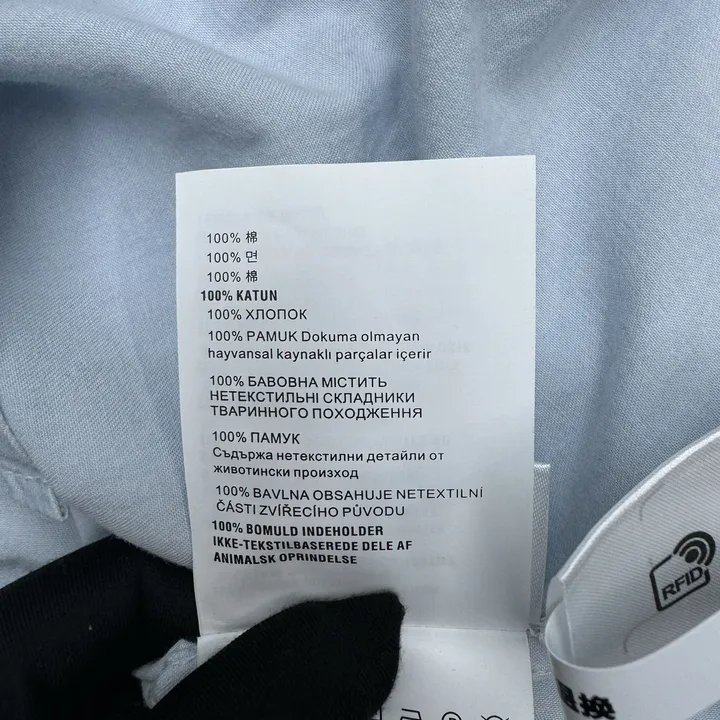 100% 棉
100% 면
100% 棉
100% KATUN
100% ХЛОПОК
100% PAMUK Dokuma olmayan
hayvansal kaynaklı parçalar içerir
100% БАВОВНА МІСТИТЬ
НЕТЕКСТИЛЬНІ СКЛАДНИКИ
ТВАРИННОГО ПОХОДЖЕННЯ
100% ПАМУК
Съдържа нетекстилни детайли от
животински произход
100% BAVLNA OBSAHUJE NETEXTILNÍ
ČÁSTI ZVÍŘECÍHO PŮVODU
100% BOMULD INDEHOLDER
IKKE-TEKSTILBASEREDE DELE AF
ANIMALSK OPRINDELSE
RFID
退换